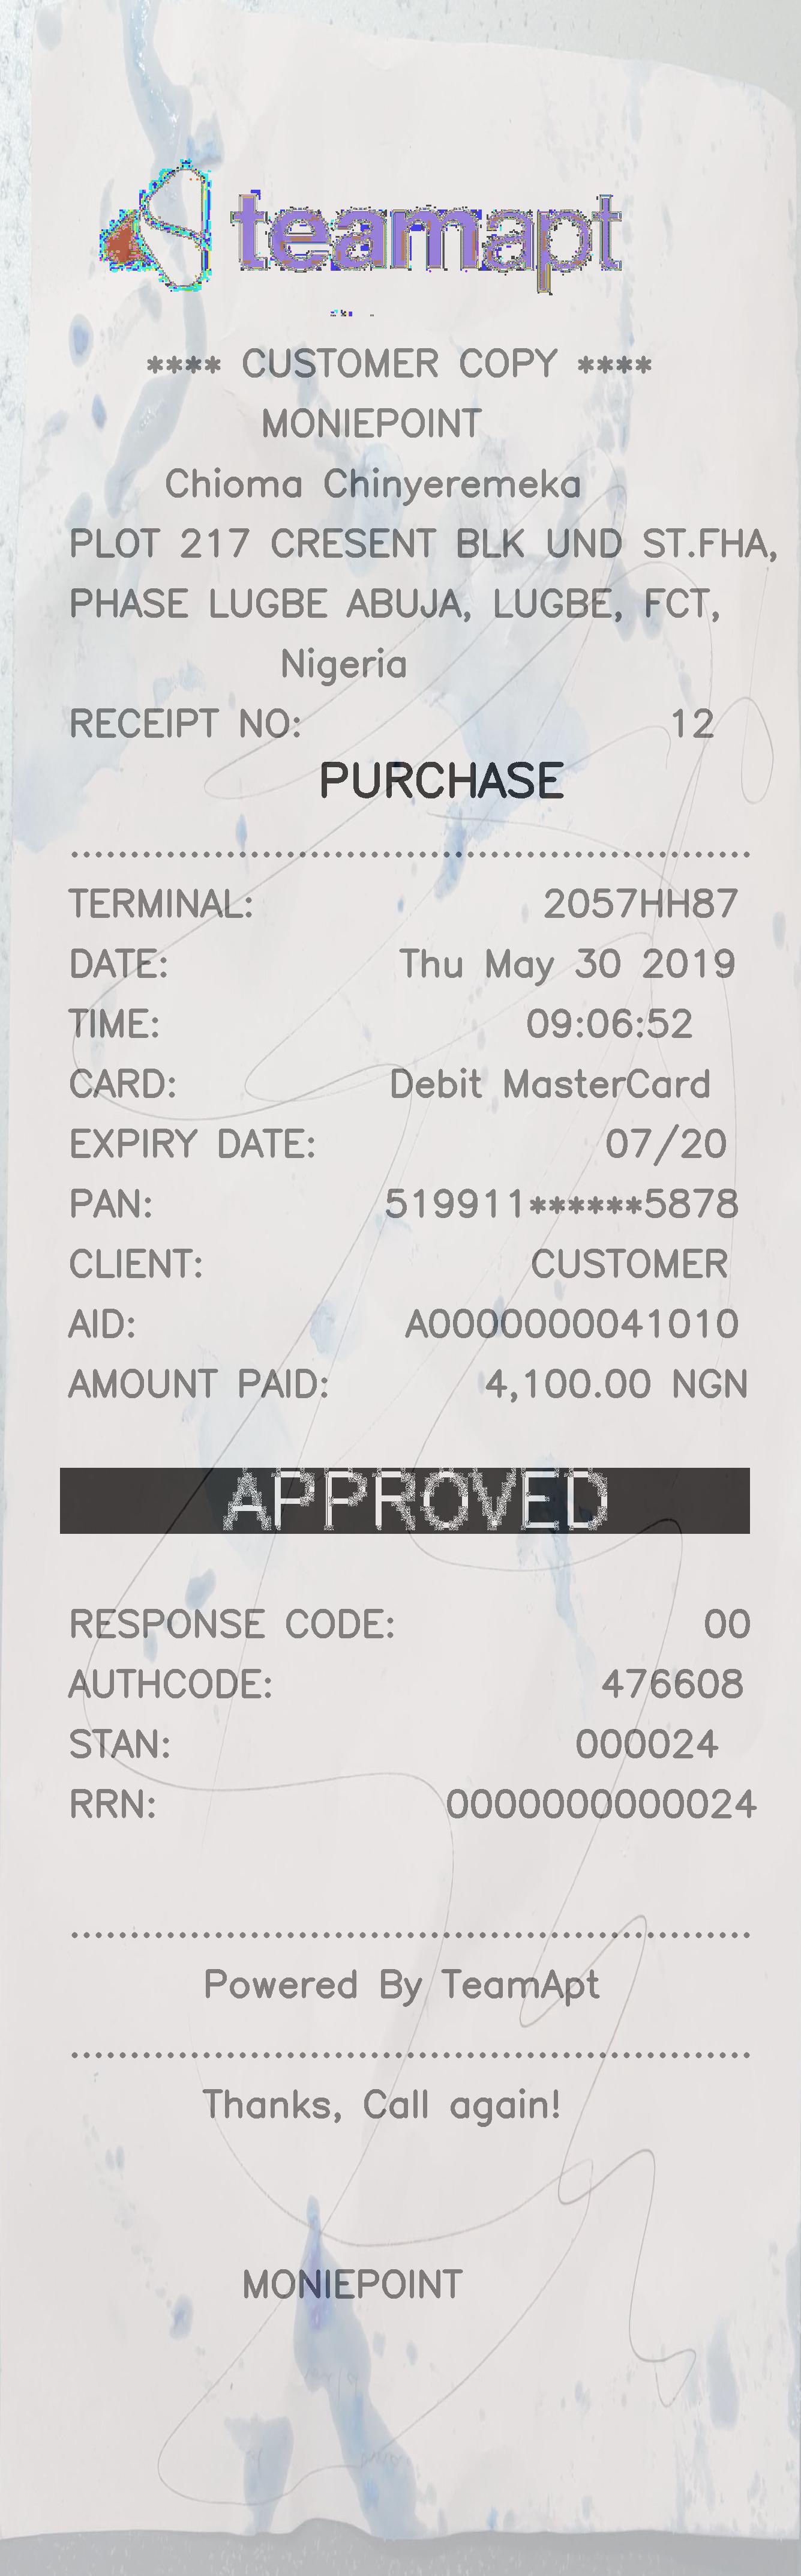 teamapt
**** CUSTOMER COPY ****
MONIEPOINT
Chioma Chinyeremeka
PLOT 217 CRESENT BLK UND ST.FHA,
PHASE LUGBE ABUJA, LUGBE, FCT,
Nigeria
RECEIPT NO: 12
PURCHASE
TERMINAL: 2057HH87
DATE: Thu May 30 2019
TIME: 09:06:52
CARD: Debit MasterCard
EXPIRY DATE: 07/20
PAN: 519911******5878
CLIENT: CUSTOMER
AID: A0000000041010
AMOUNT PAID: 4,100.00 NGN
APPROVED
RESPONSE CODE: 00
AUTHCODE: 476608
STAN: 000024
RRN: 0000000000024
Powered By TeamApt
Thanks, Call again!
MONIEPOINT